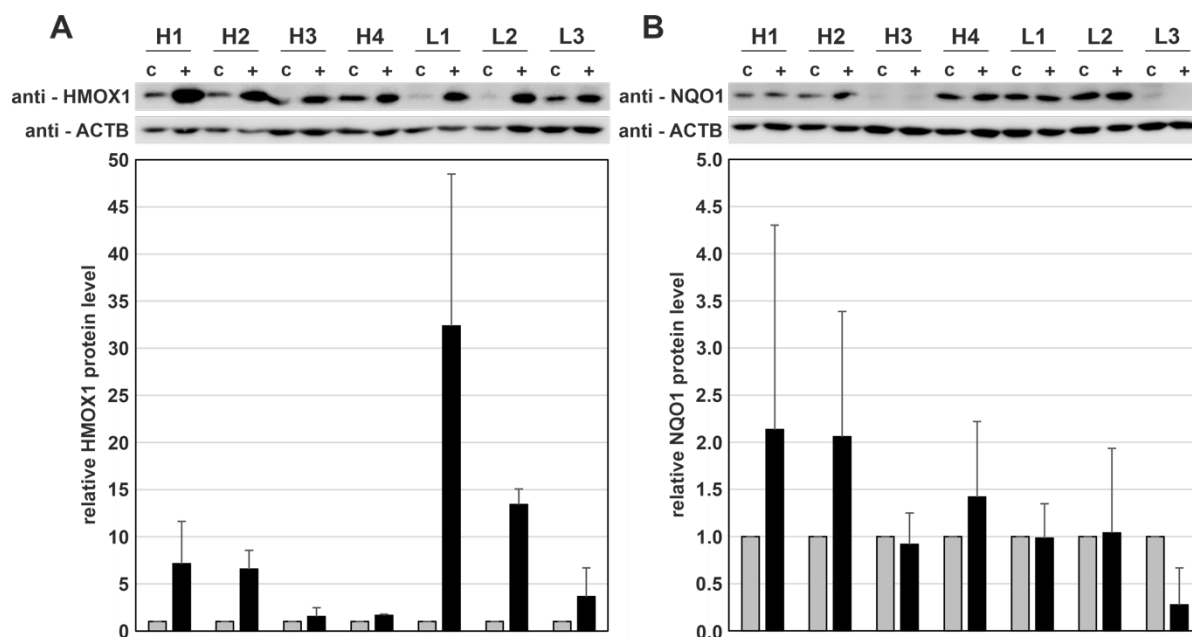 A
H1 H2 H3 H4 L1 L2 L3
c + c + c + c + c + c + c +
anti - HMOX1
anti - ACTB
relative HMOX1 protein level
50
45
40
35
30
25
20
15
10
5
0
B
H1 H2 H3 H4 L1 L2 L3
c + c + c + c + c + c + c +
anti - NQO1
anti - ACTB
relative NQO1 protein level
5.0
4.5
4.0
3.5
3.0
2.5
2.0
1.5
1.0
0.5
0.0